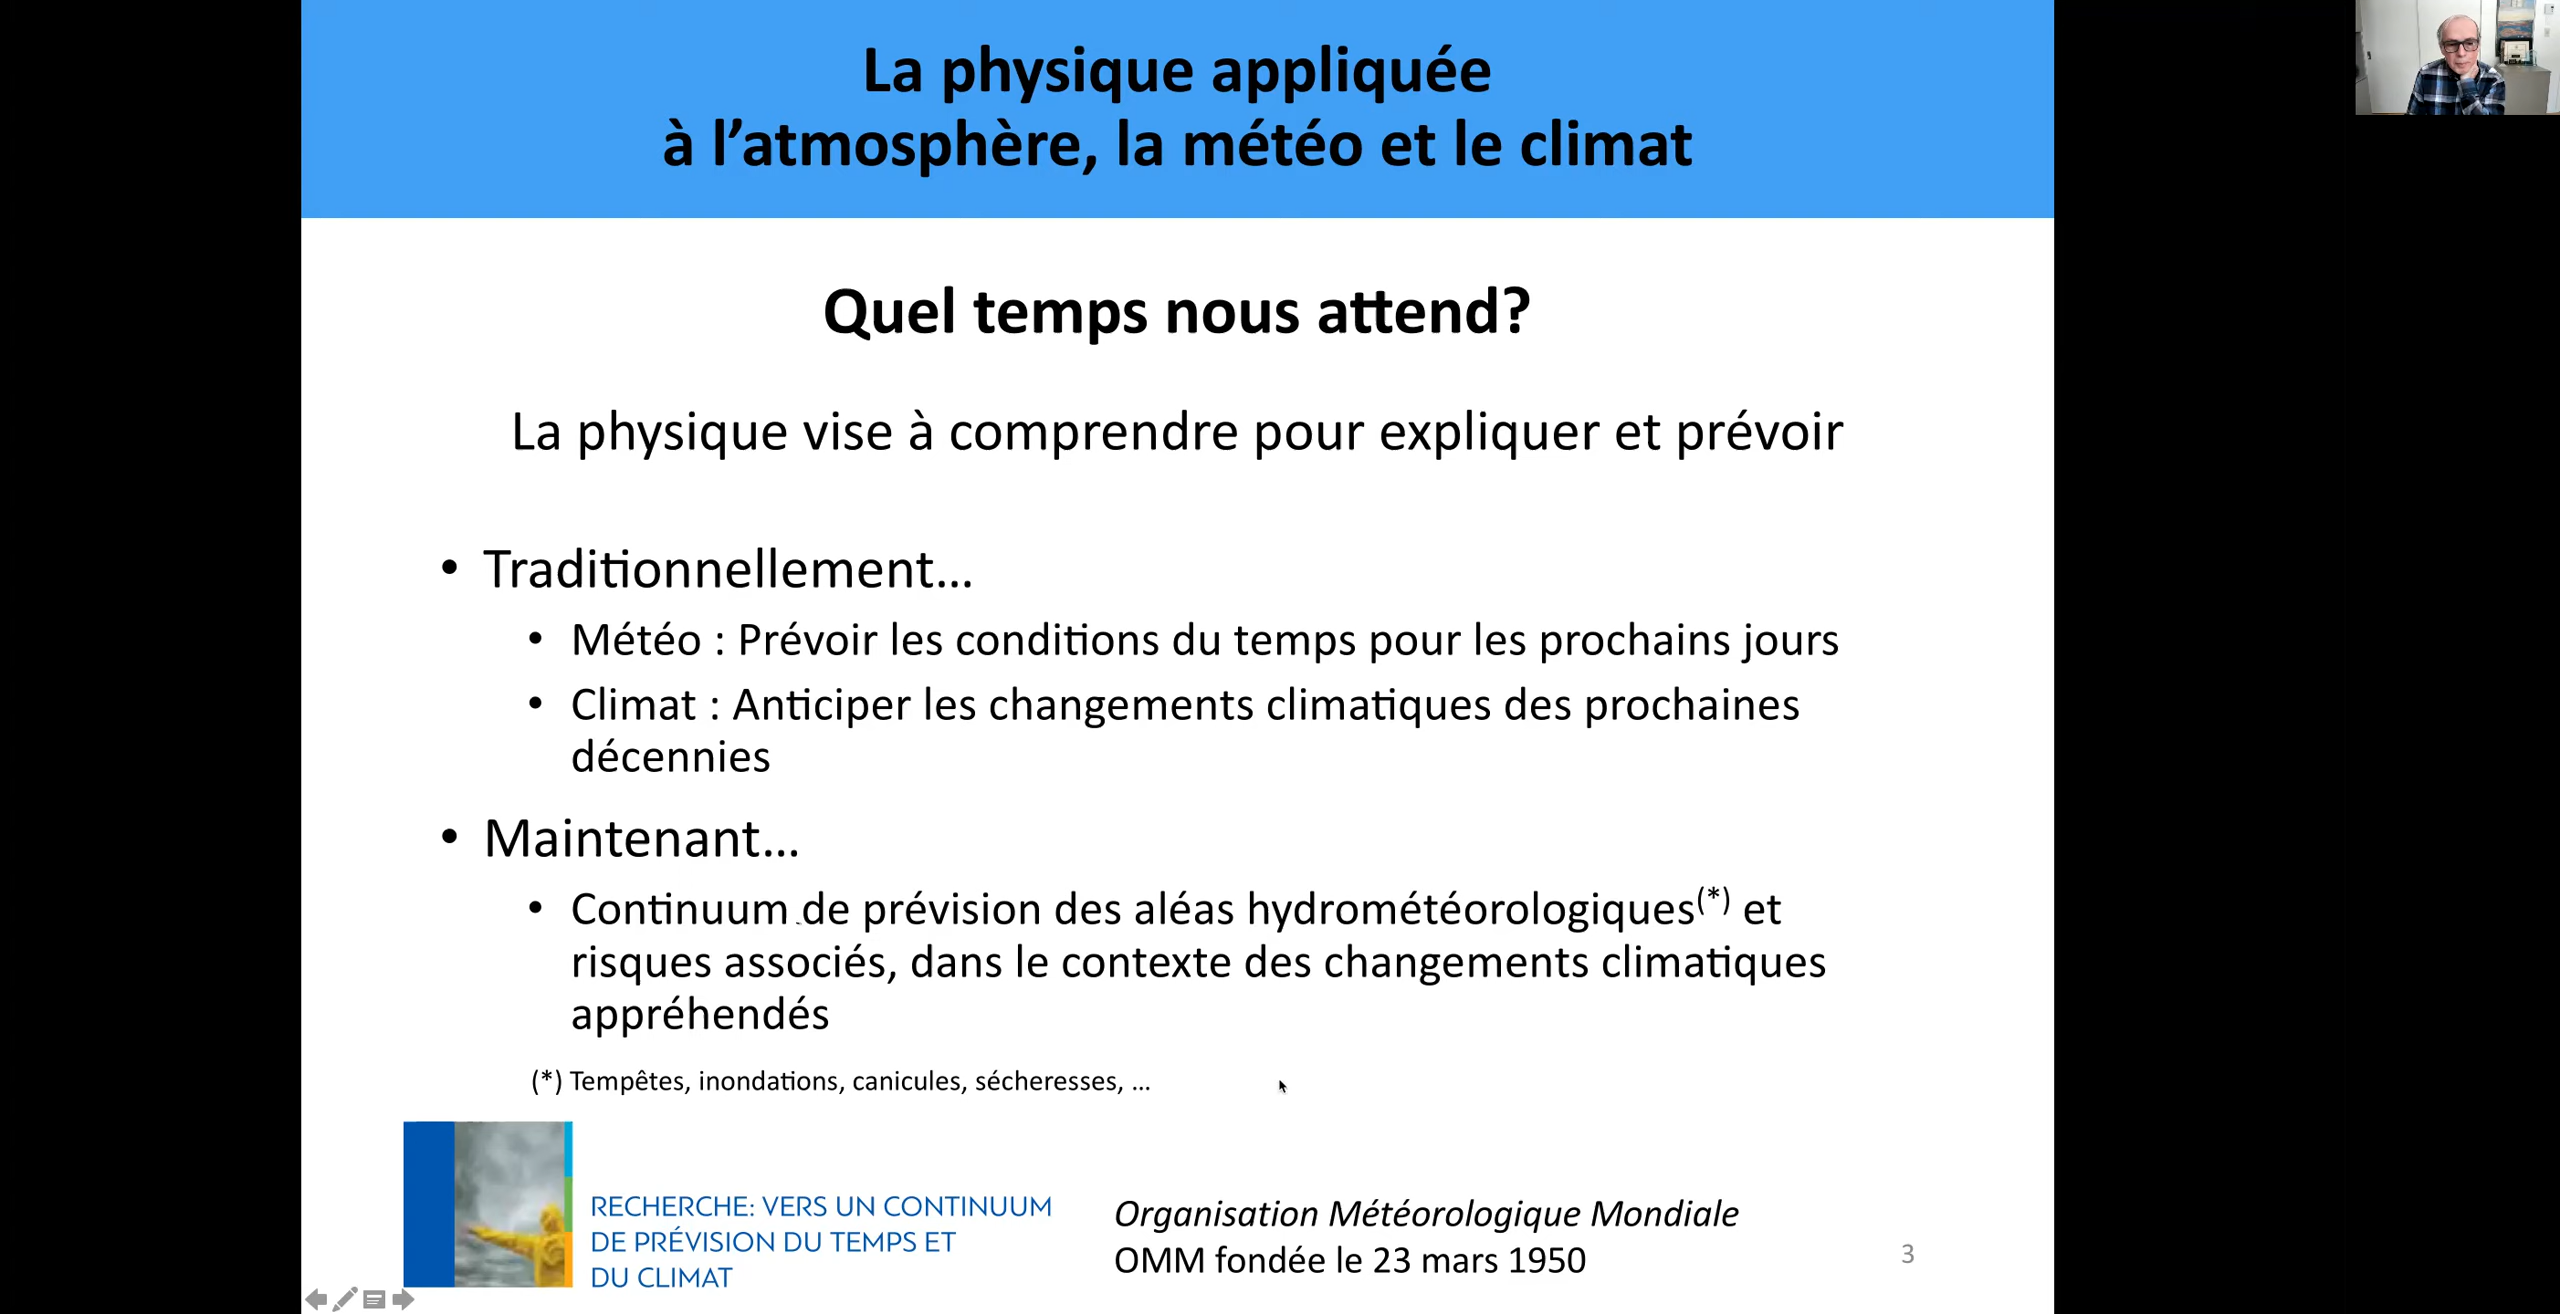 La physique appliquée
à l’atmosphère, la météo et le climat
Quel temps nous attend?
La physique vise à comprendre pour expliquer et prévoir
• Traditionnellement…
• Météo : Prévoir les conditions du temps pour les prochains jours
• Climat : Anticiper les changements climatiques des prochaines
décennies
• Maintenant…
• Continuum de prévision des aléas hydrométéorologiques(*) et
risques associés, dans le contexte des changements climatiques
appréhendés
(*) Tempêtes, inondations, canicules, sécheresses, …
RECHERCHE: VERS UN CONTINUUM
DE PRÉVISION DU TEMPS ET
DU CLIMAT
Organisation Météorologique Mondiale
OMM fondée le 23 mars 1950
3